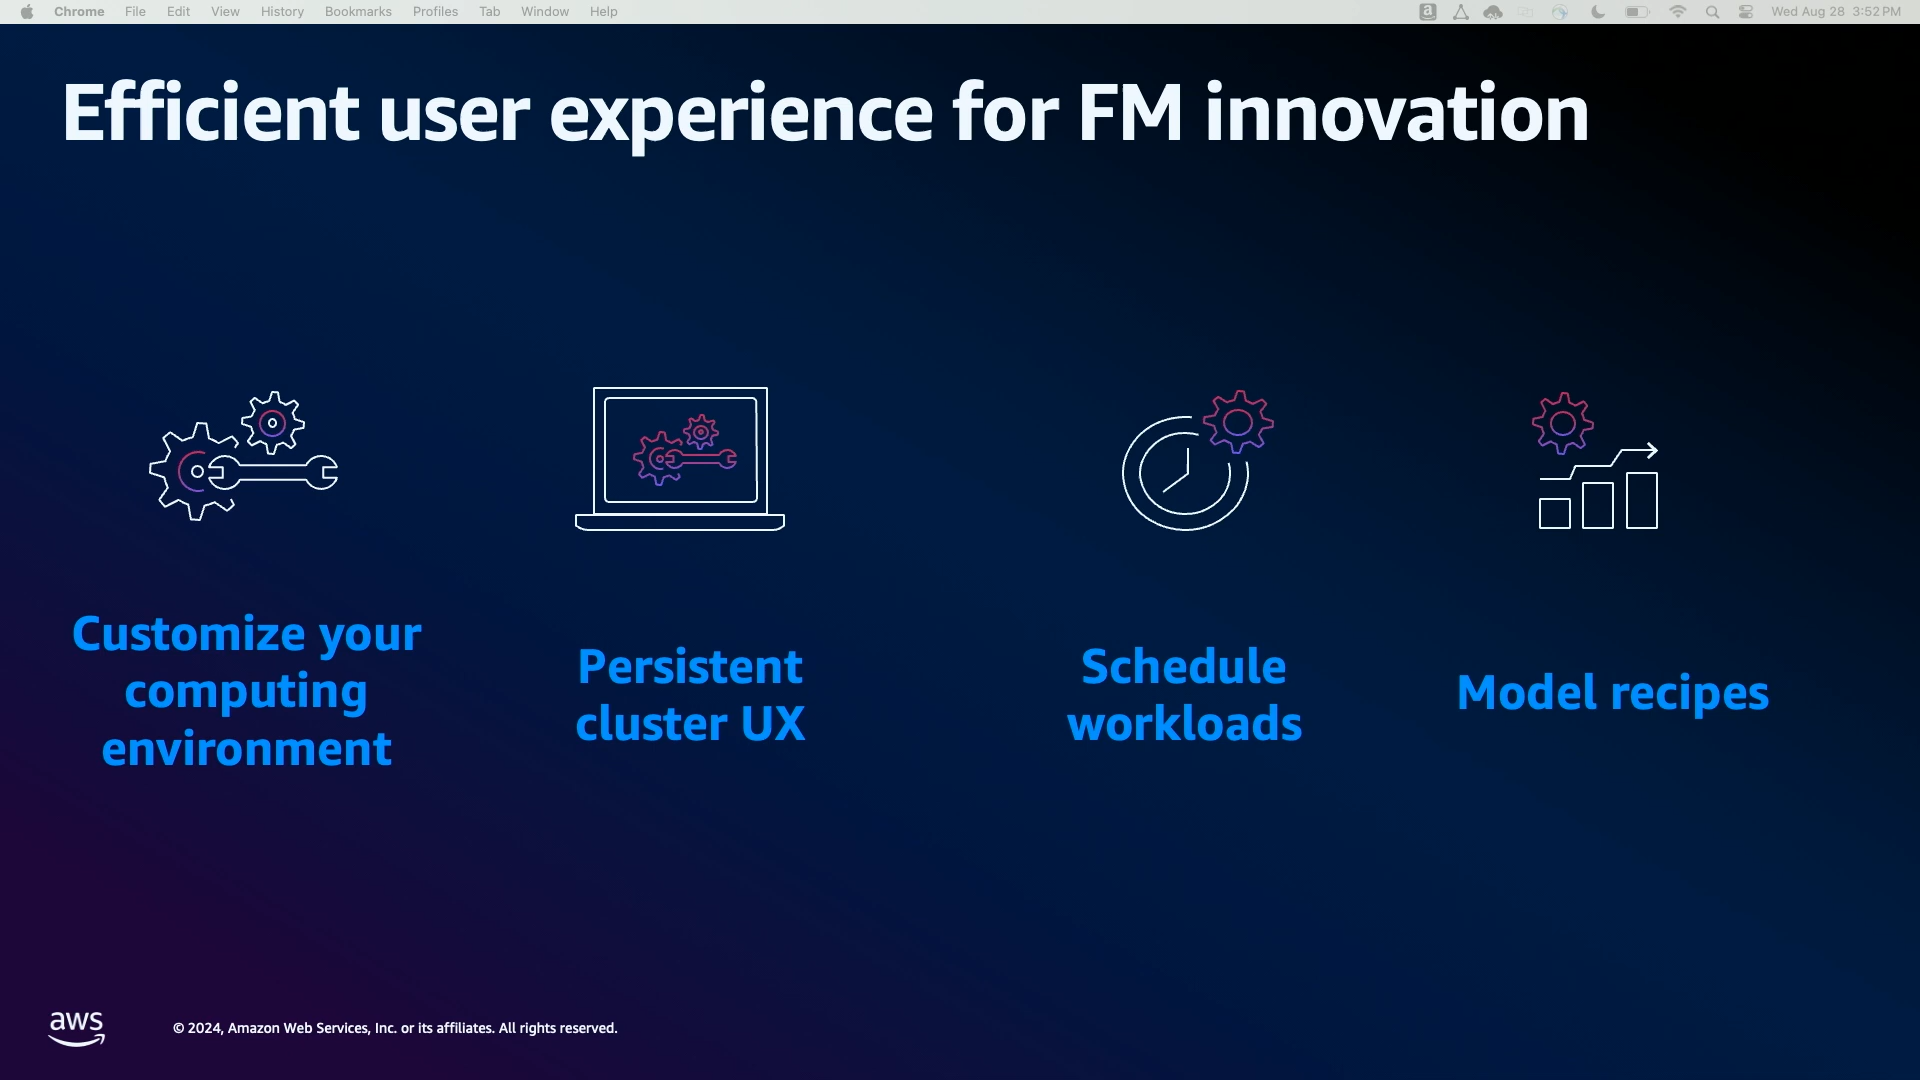 Chrome File Edit View History Bookmarks Profiles Tab Window Help
Wed Aug 28 3:52 PM
Efficient user experience for FM innovation
Customize your
computing
environment
Persistent
cluster UX
Schedule
workloads
Model recipes
aws
© 2024, Amazon Web Services, Inc. or its affiliates. All rights reserved.